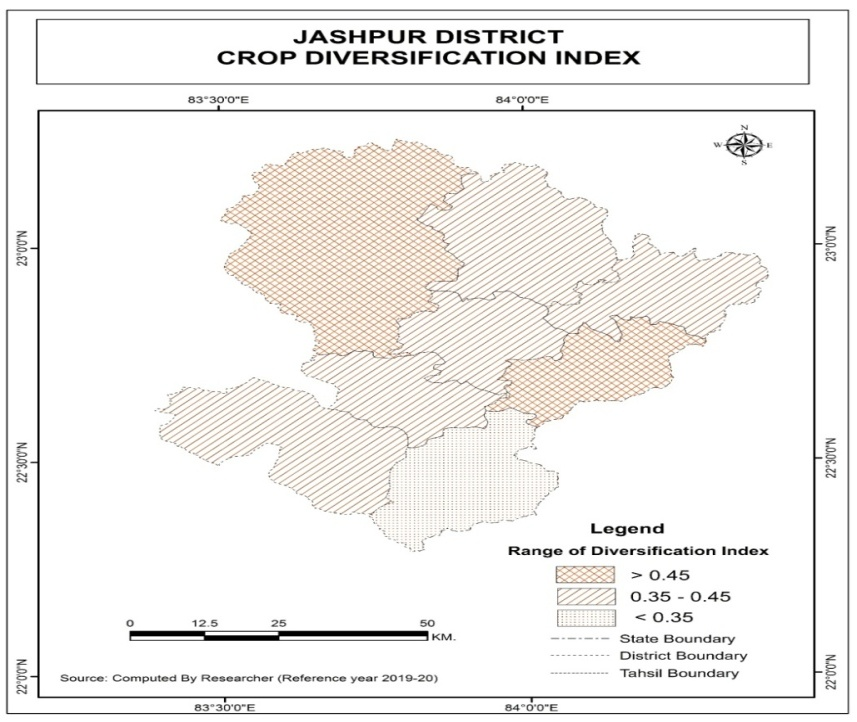 JASHPUR DISTRICT
CROP DIVERSIFICATION INDEX
83°30'0"E 84°0'0"E
N
W E
S
23°0'0"N 23°0'0"N
22°30'0"N 22°30'0"N
Legend
Range of Diversification Index
> 0.45
0.35 - 0.45
< 0.35
State Boundary
District Boundary
Tahsil Boundary
0 12.5 25 50
KM.
Source: Computed By Researcher (Reference year 2019-20)
22°0'0"N 22°0'0"N
83°30'0"E 84°0'0"E